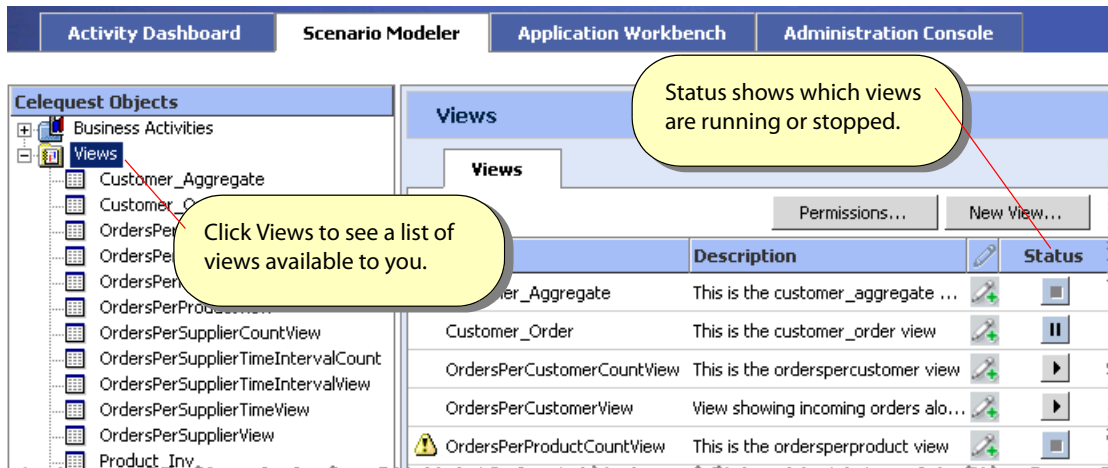 Activity Dashboard Scenario Modeler Application Workbench Administration Console
Celequest Objects
Business Activities
Views
Customer_Aggregate
OrdersPerSupplierCountView
OrdersPerSupplierTimeIntervalCount
OrdersPerSupplierTimeIntervalView
OrdersPerSupplierTimeView
OrdersPerSupplierView
Product_Inv
Click Views to see a list of
views available to you.
Status shows which views
are running or stopped.
Views
Views
Permissions... New View...
Description Status
er_Aggregate This is the customer_aggregate ...
Customer_Order This is the customer_order view
OrdersPerCustomerCountView This is the orderspercustomer view
OrdersPerCustomerView View showing incoming orders alo...
OrdersPerProductCountView This is the ordersperproduct view